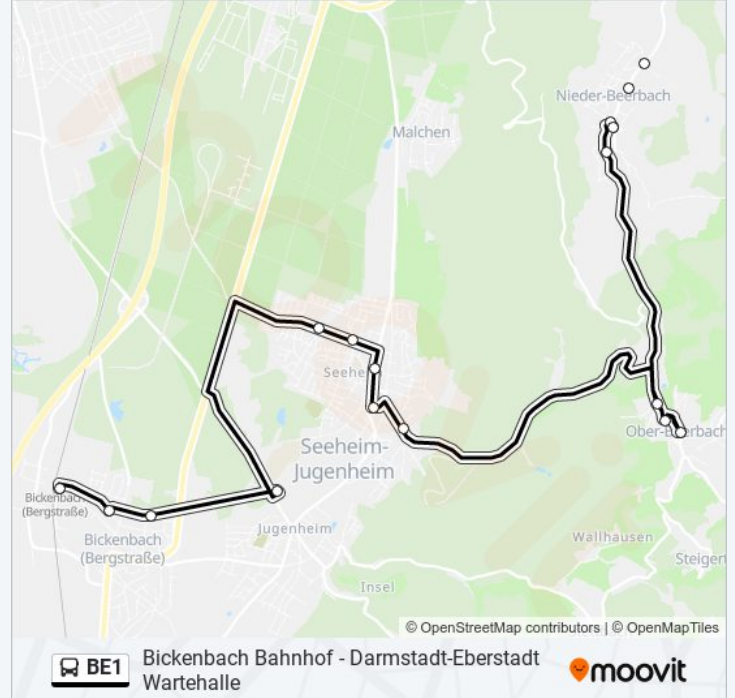 Nieder-Beerbach
Malchen
Seehe
Ober-Beerbach
Seeheim-
Jugenheim
Bickenbach
(Bergstraße)
Jugenheim
Bickenbach
(Bergstraße)
Wallhausen
Steiger
Insel
© OpenStreetMap contributors | © OpenMapTiles
BE1
Bickenbach Bahnhof - Darmstadt-Eberstadt
Wartehalle
moovit